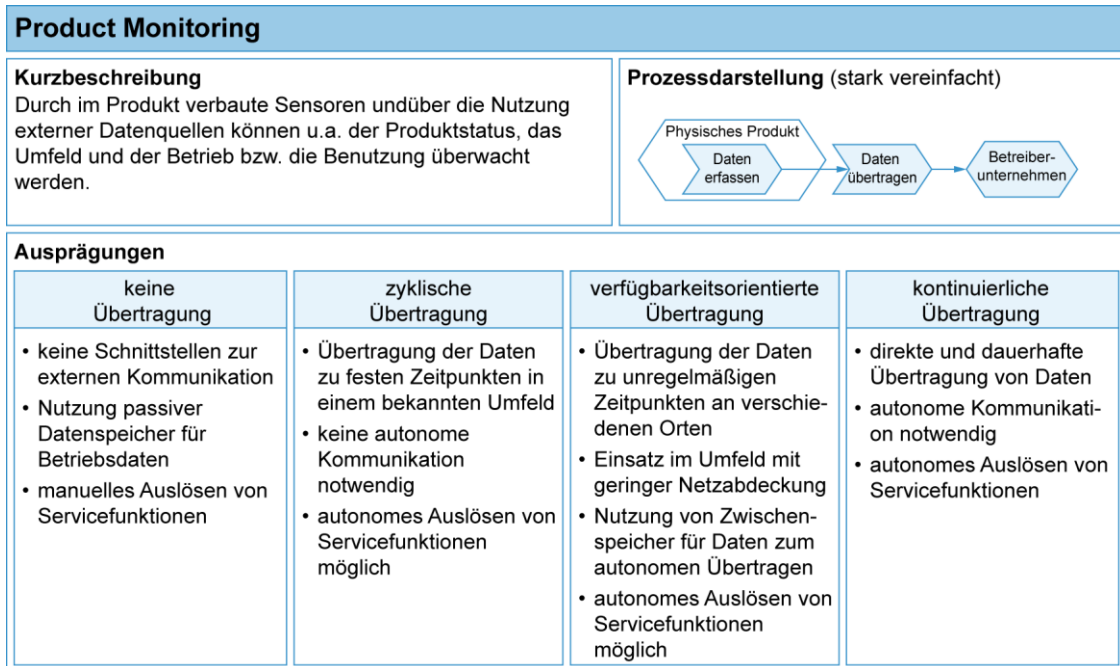 Product Monitoring
Kurzbeschreibung
Durch im Produkt verbaute Sensoren undüber die Nutzung
externer Datenquellen können u.a. der Produktstatus, das
Umfeld und der Betrieb bzw. die Benutzung überwacht
werden.
Prozessdarstellung (stark vereinfacht)
Physisches Produkt
Daten
erfassen
Daten
übertragen
Betreiber-
unternehmen
Ausprägungen
keine
Übertragung
• keine Schnittstellen zur
externen Kommunikation
• Nutzung passiver
Datenspeicher für
Betriebsdaten
• manuelles Auslösen von
Servicefunktionen
zyklische
Übertragung
• Übertragung der Daten
zu festen Zeitpunkten in
einem bekannten Umfeld
• keine autonome
Kommunikation
notwendig
• autonomes Auslösen von
Servicefunktionen
möglich
verfügbarkeitsorientierte
Übertragung
• Übertragung der Daten
zu unregelmäßigen
Zeitpunkten an verschie-
denen Orten
• Einsatz im Umfeld mit
geringer Netzabdeckung
• Nutzung von Zwischen-
speicher für Daten zum
autonomen Übertragen
• autonomes Auslösen von
Servicefunktionen
möglich
kontinuierliche
Übertragung
• direkte und dauerhafte
Übertragung von Daten
• autonome Kommunikati-
on notwendig
• autonomes Auslösen von
Servicefunktionen